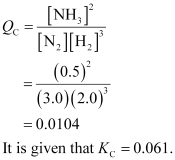 Q_C = [NH₃]² / [N₂][H₂]³
= (0.5)² / (3.0)(2.0)³
= 0.0104
It is given that K_C = 0.061.